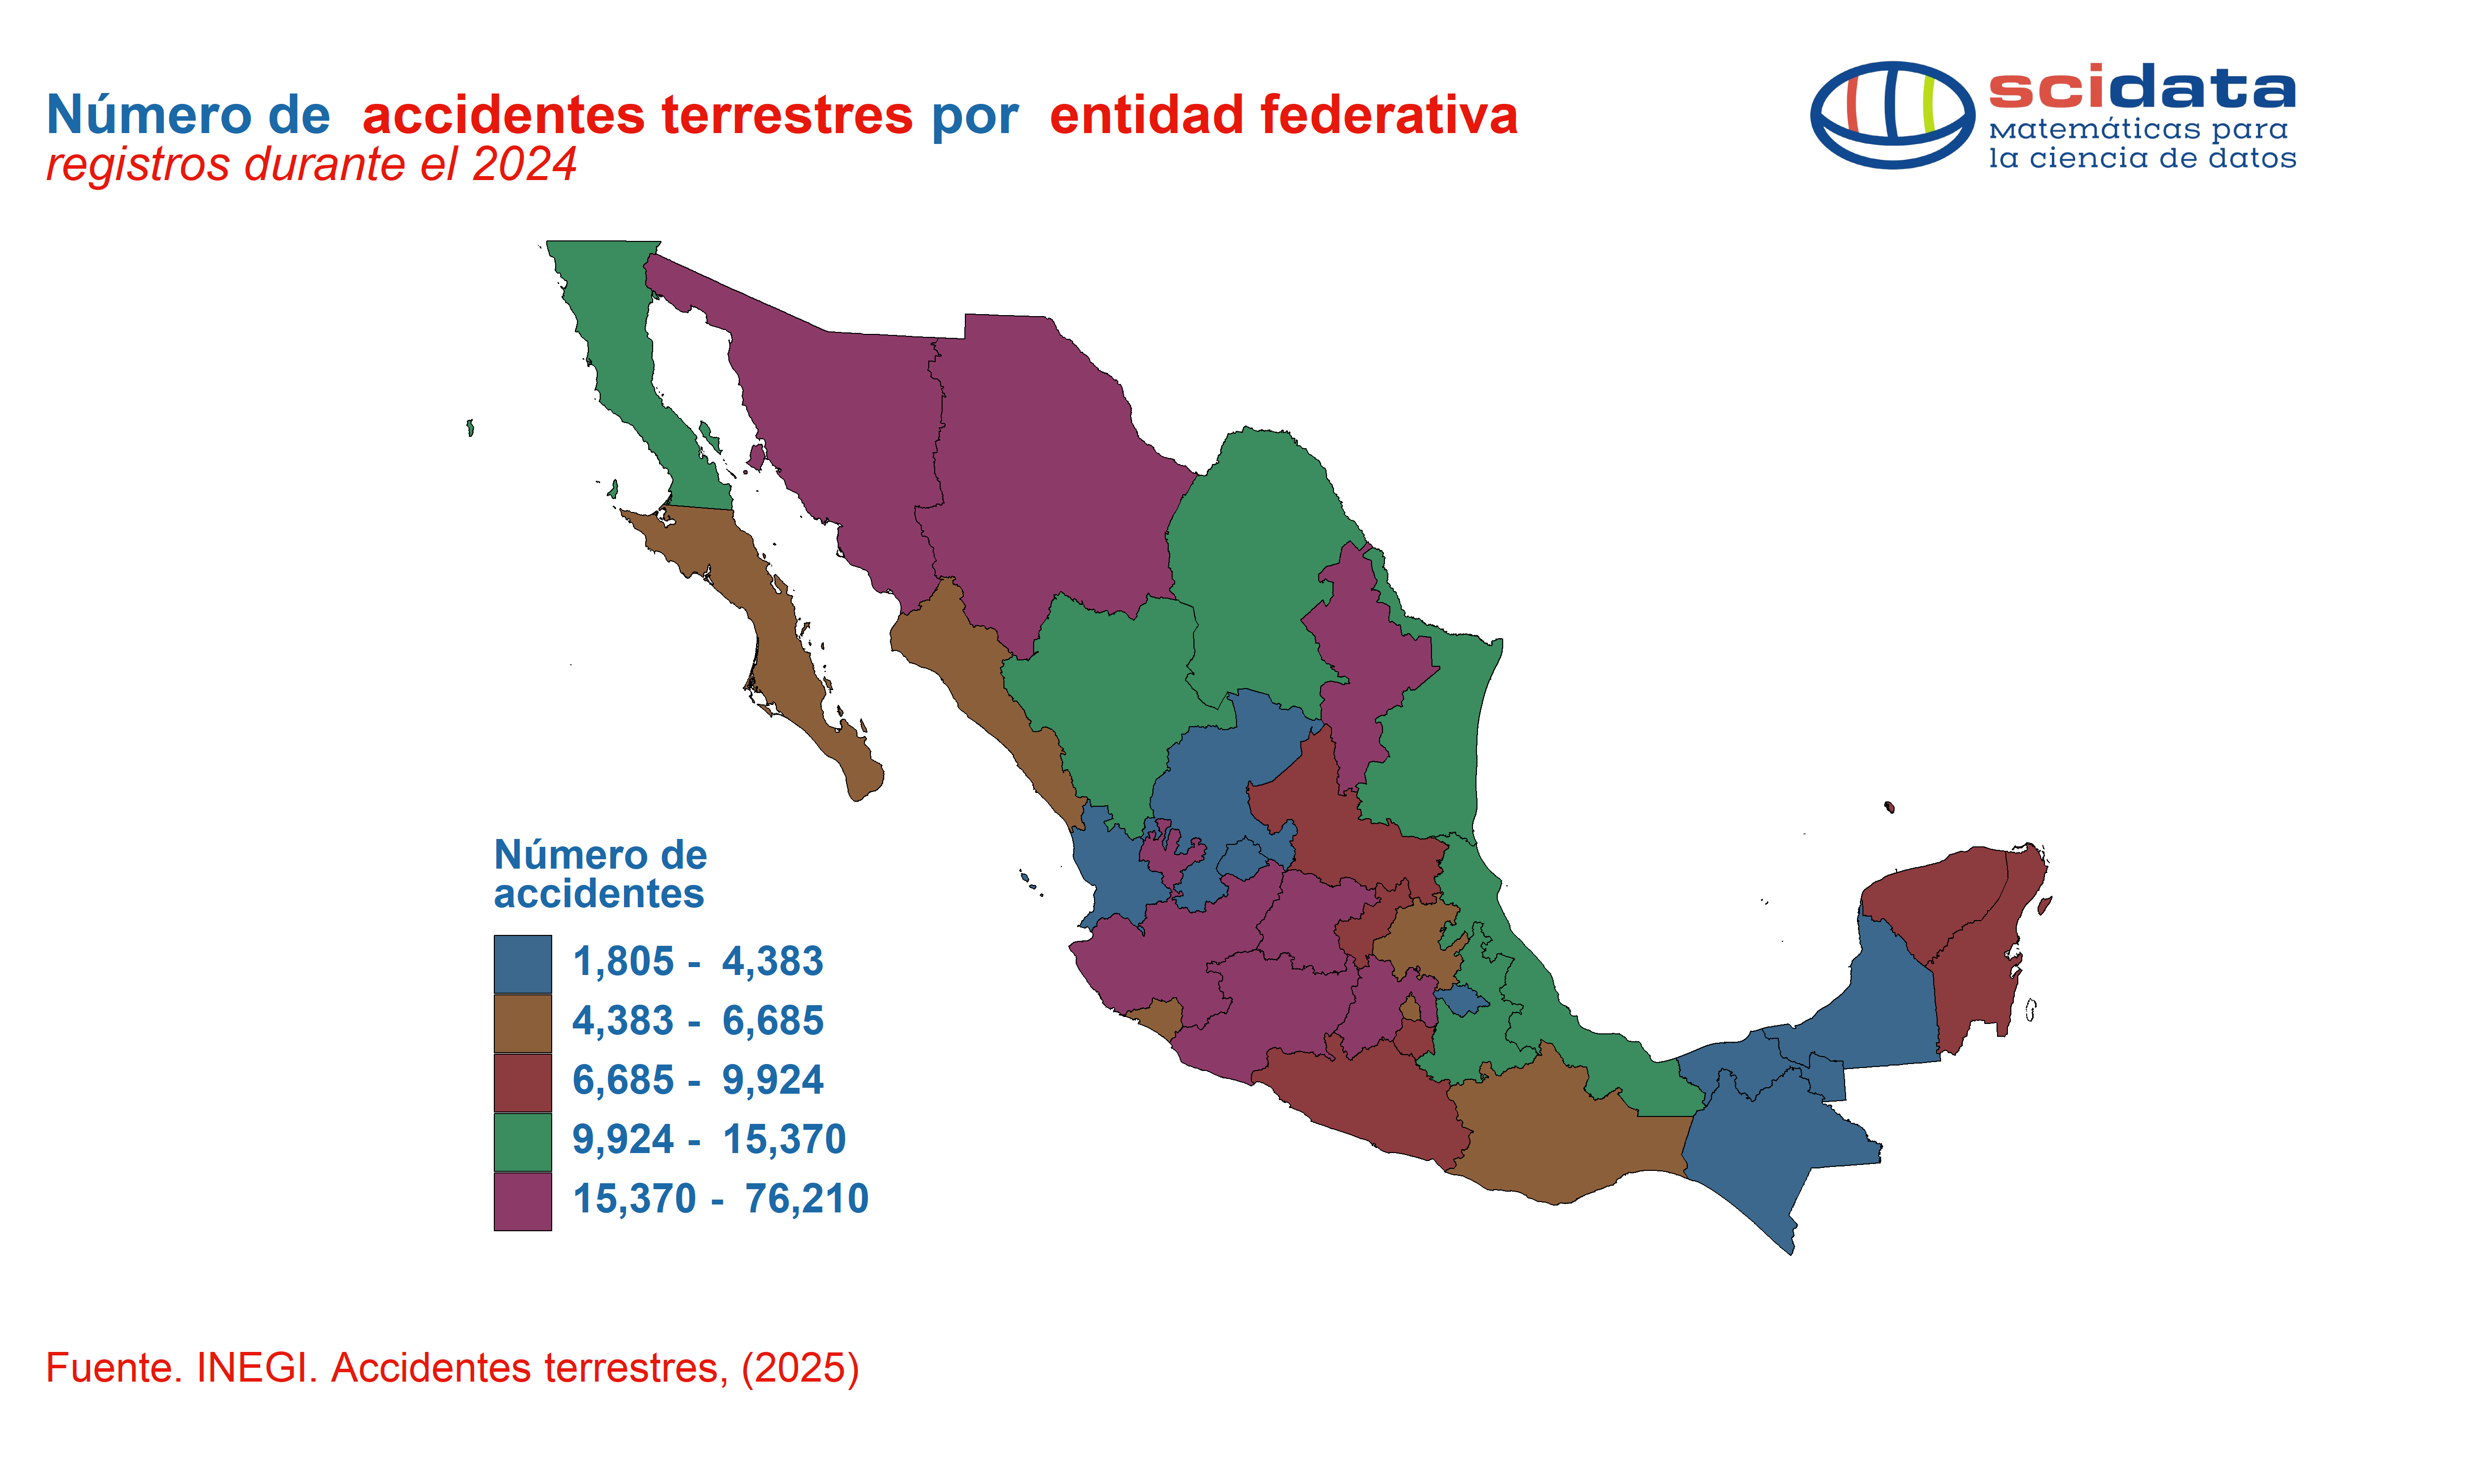 Número de accidentes terrestres por entidad federativa
registros durante el 2024
scidata
Matemáticas para
la ciencia de datos
Número de
accidentes
1,805 - 4,383
4,383 - 6,685
6,685 - 9,924
9,924 - 15,370
15,370 - 76,210
Fuente. INEGI. Accidentes terrestres, (2025)